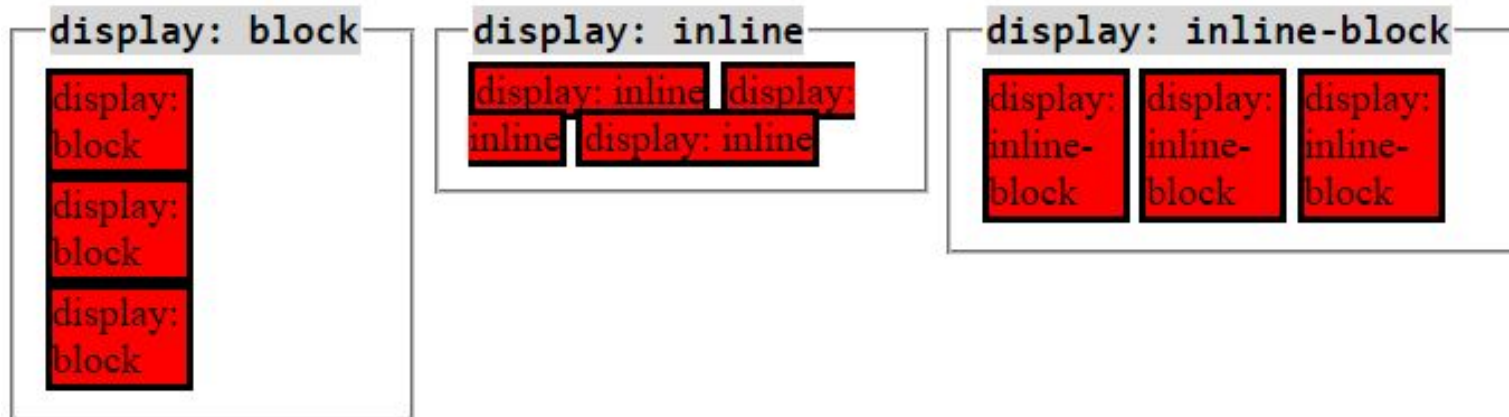 display: block
display:
block
display:
block
display:
block
display: inline
display: inline display:
inline display: inline
display: inline-block
display: display: display:
inline- inline- inline-
block block block